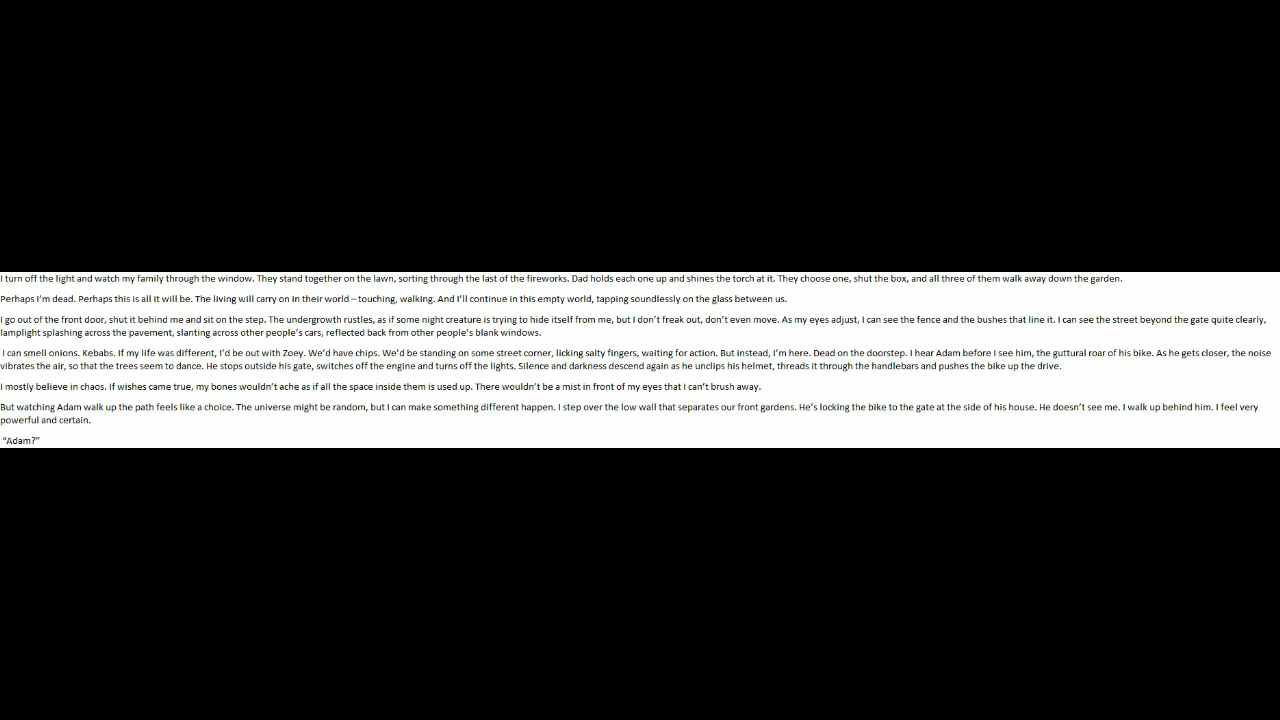 I turn off the light and watch my family through the window. They stand together on the lawn, sorting through the last of the fireworks. Dad holds each one up and shines the torch at it. They choose one, shut the box, and all three of them walk away down the garden.
Perhaps I’m dead. Perhaps this is all it will be. The living will carry on in their world – touching, walking. And I’ll continue in this empty world, tapping soundlessly on the glass between us.
I go out of the front door, shut it behind me and sit on the step. The undergrowth rustles, as if some night creature is trying to hide itself from me, but I don’t freak out, don’t even move. As my eyes adjust, I can see the fence and the bushes that line it. I can see the street beyond the gate quite clearly,
lamplight splashing across the pavement, slanting across other people’s cars, reflected back from other people’s blank windows.
I can smell onions. Kebabs. If my life was different, I’d be out with Zoey. We’d have chips. We’d be standing on some street corner, licking salty fingers, waiting for action. But instead, I’m here. Dead on the doorstep. I hear Adam before I see him, the guttural roar of his bike. As he gets closer, the noise
vibrates the air, so that the trees seem to dance. He stops outside his gate, switches off the engine and turns off the lights. Silence and darkness descend again as he unclips his helmet, threads it through the handlebars and pushes the bike up the drive.
I mostly believe in chaos. If wishes came true, my bones wouldn’t ache as if all the space inside them is used up. There wouldn’t be a mist in front of my eyes that I can’t brush away.
But watching Adam walk up the path feels like a choice. The universe might be random, but I can make something different happen. I step over the low wall that separates our front gardens. He’s locking the bike to the gate at the side of his house. He doesn’t see me. I walk up behind him. I feel very
powerful and certain.
“Adam?”